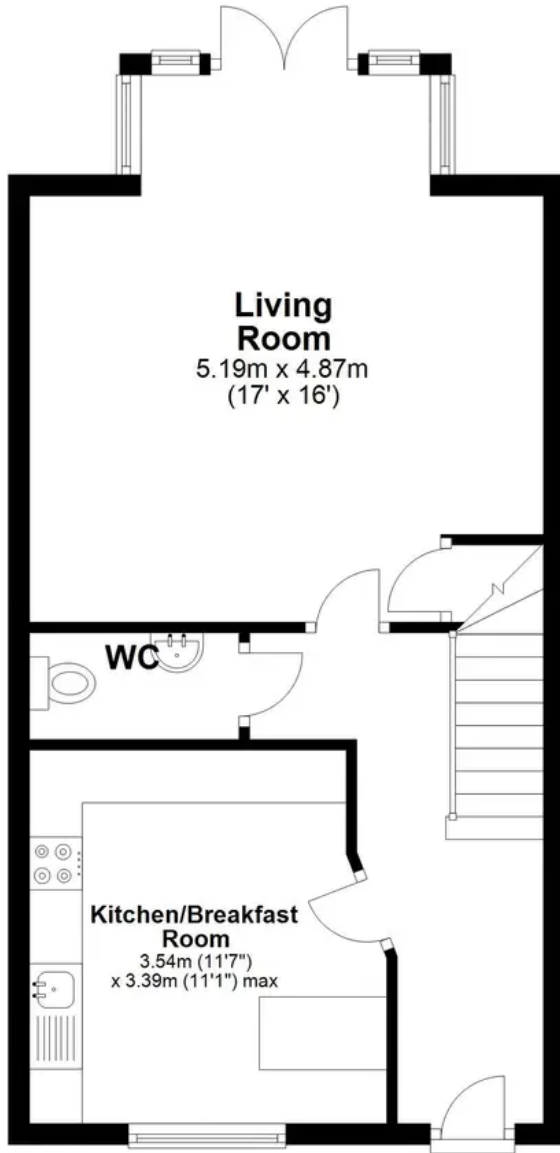 Living
Room
5.19m x 4.87m
(17' x 16')
WC
Kitchen/Breakfast
Room
3.54m (11'7")
x 3.39m (11'1") max